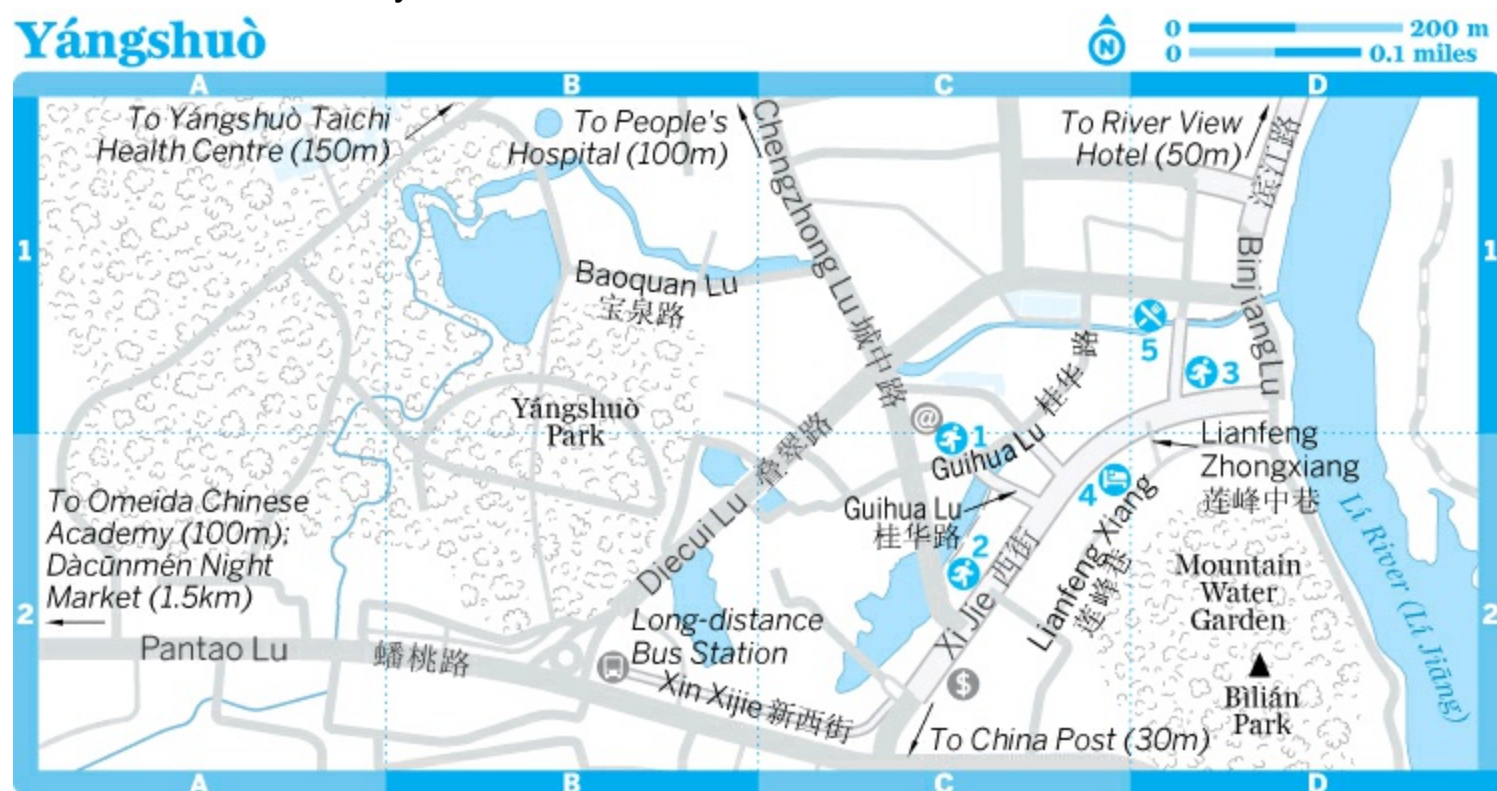 Yángshuò
N
0 200 m
0 0.1 miles
A B C D
To Yángshuò Taichi
Health Centre (150m)
To People's
Hospital (100m)
To River View
Hotel (50m)
1 1
Chengzhong Lu 城中路
Binjiang Lu
滨江路
Baoquan Lu
宝泉路
5
3
Yángshuò
Park
@
1
Guihua Lu 桂华路
Lianfeng
Zhongxiang
莲峰中巷
Diecui Lu 叠翠路
4
Guihua Lu
桂华路
2
To Omeida Chinese
Academy (100m);
Dàcūnmén Night
Market (1.5km)
Xi Jie 西街
Lianfeng Xiang
莲峰巷
Mountain
Water
Garden
Lí River (Lí Jiāng)
2 2
Long-distance
Bus Station
Pantao Lu 蟠桃路
Xin Xijie 新西街
$
Bìlián
Park
To China Post (30m)
A B C D